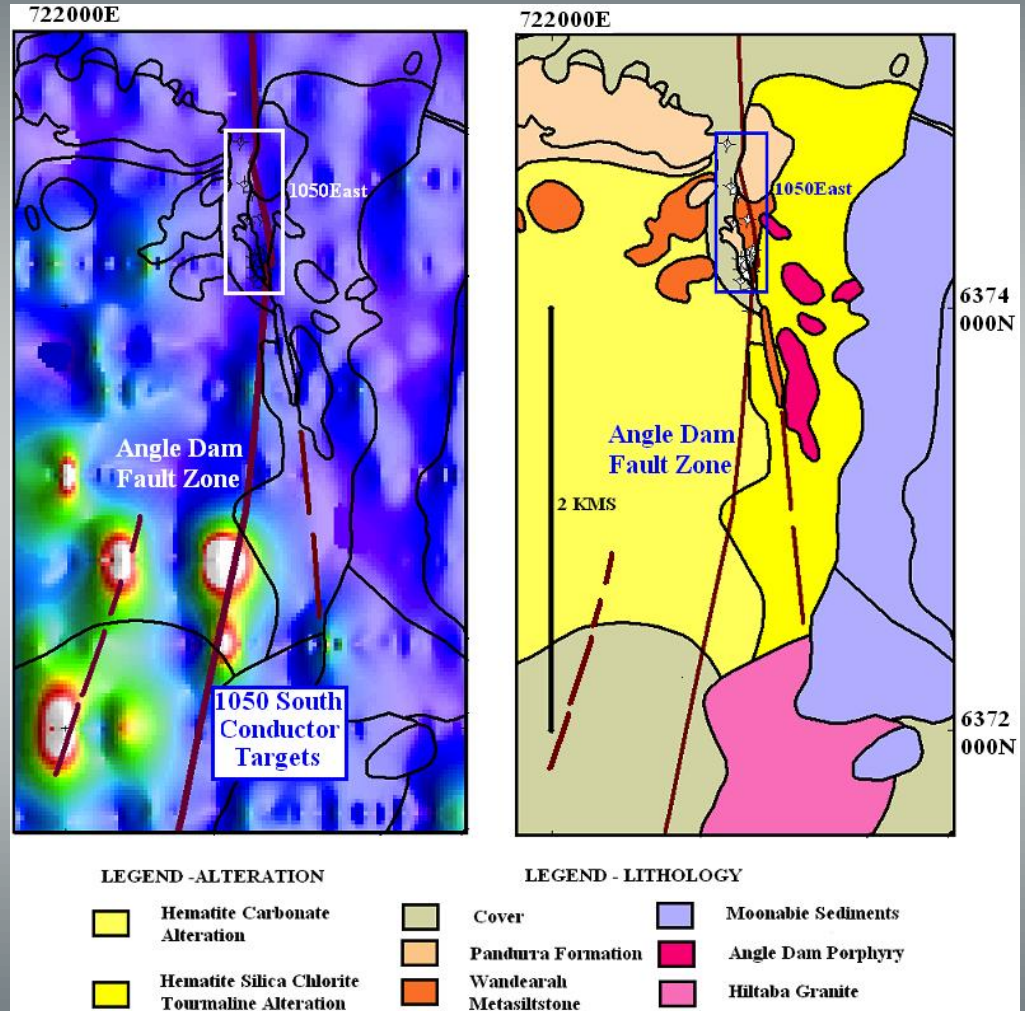 722000E
1050East
Angle Dam
Fault Zone
1050 South
Conductor
Targets
722000E
1050East
6374
000N
Angle Dam
Fault Zone
2 KMS
6372
000N
LEGEND -ALTERATION
Hematite Carbonate
Alteration
Hematite Silica Chlorite
Tourmaline Alteration
LEGEND - LITHOLOGY
Cover
Pandurra Formation
Wandearah
Metasiltstone
Moonabie Sediments
Angle Dam Porphyry
Hiltaba Granite